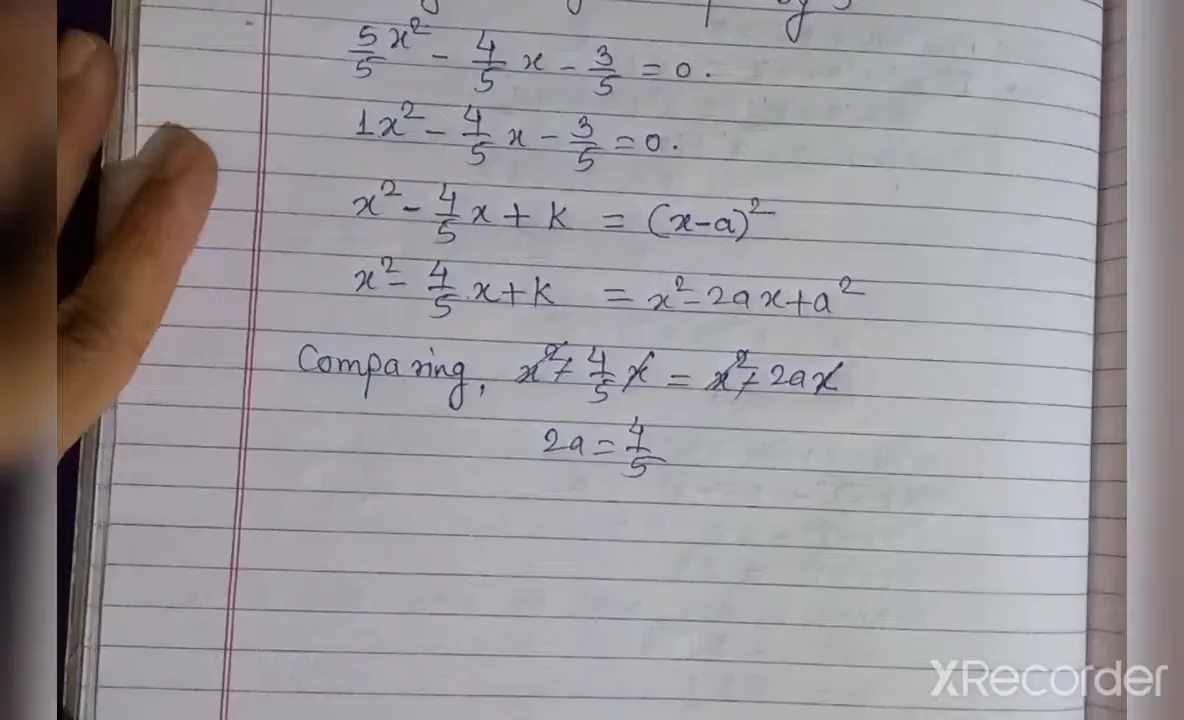 5/5 x² - 4/5 x - 3/5 = 0.
1x² - 4/5 x - 3/5 = 0.
x² - 4/5 x + k = (x-a)²
x² - 4/5 x + k = x² - 2ax + a²
Comparing, x² - 4/5 x = x² - 2ax
2a = 4/5
XRecorder